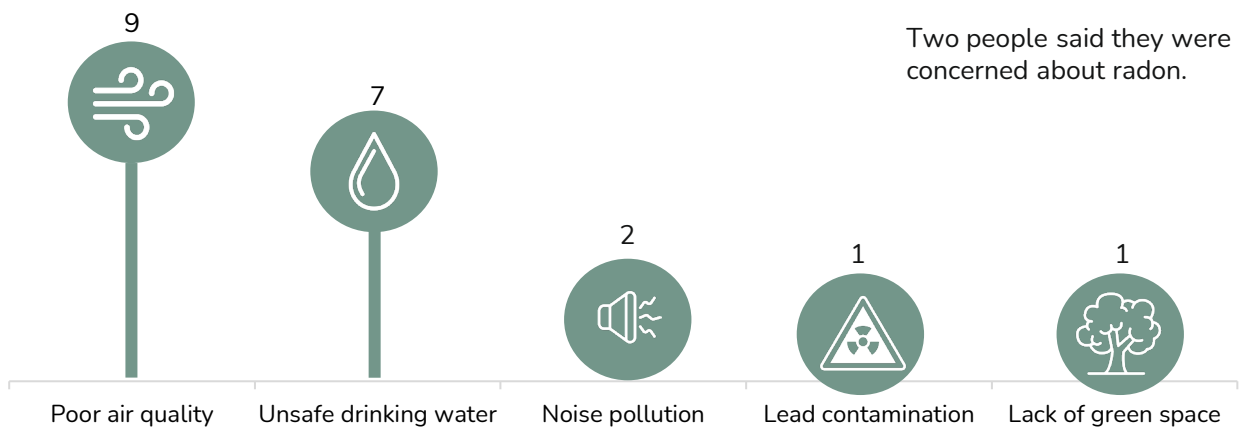 9
Two people said they were
concerned about radon.
7
2
1
1
Poor air quality
Unsafe drinking water
Noise pollution
Lead contamination
Lack of green space